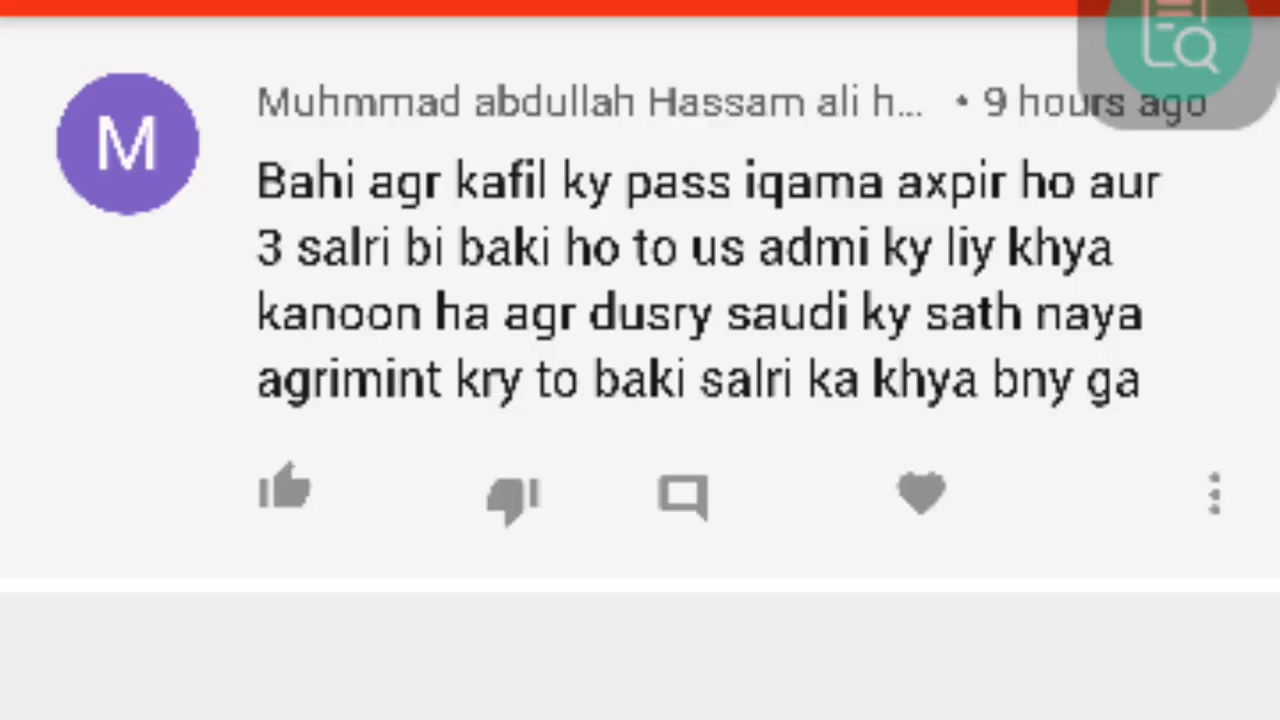 M
Muhmmad abdullah Hassam ali h... • 9 hours ago
Bahi agr kafil ky pass iqama axpir ho aur
3 salri bi baki ho to us admi ky liy khya
kanoon ha agr dusry saudi ky sath naya
agrimint kry to baki salri ka khya bny ga